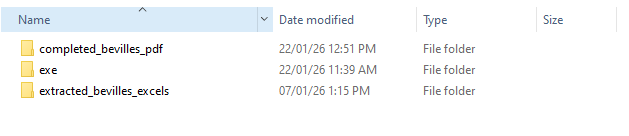 Name Date modified Type Size
completed_bevilles_pdf 22/01/26 12:51 PM File folder
exe 22/01/26 11:39 AM File folder
extracted_bevilles_excels 07/01/26 1:15 PM File folder